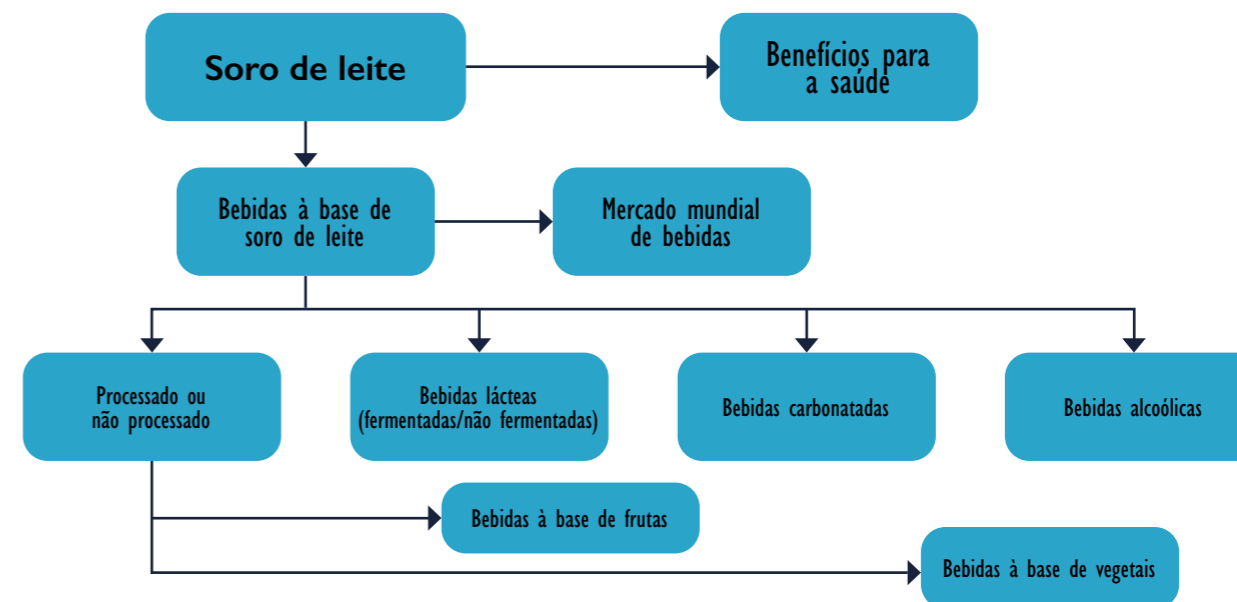 Soro de leite
Benefícios para
a saúde
Bebidas à base de
soro de leite
Mercado mundial
de bebidas
Processado ou
não processado
Bebidas lácteas
(fermentadas/não fermentadas)
Bebidas carbonatadas
Bebidas alcoólicas
Bebidas à base de frutas
Bebidas à base de vegetais